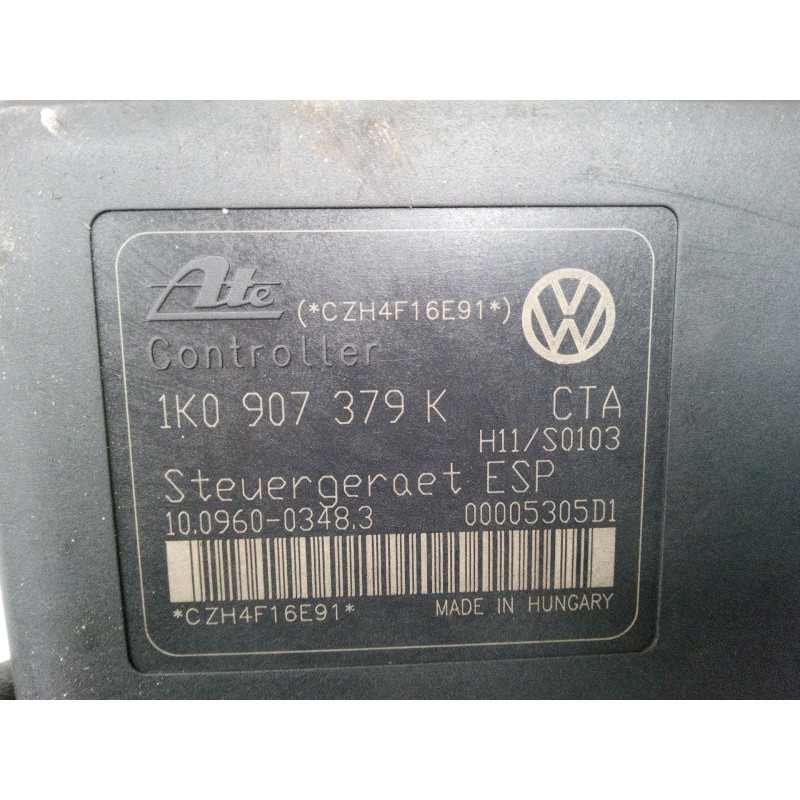 Ate (*CZH4F16E91*)
Controller
1K0 907 379 K CTA
H11/S0103
Steuergeraet ESP
10.0960-0348.3 00005305D1
*CZH4F16E91* MADE IN HUNGARY